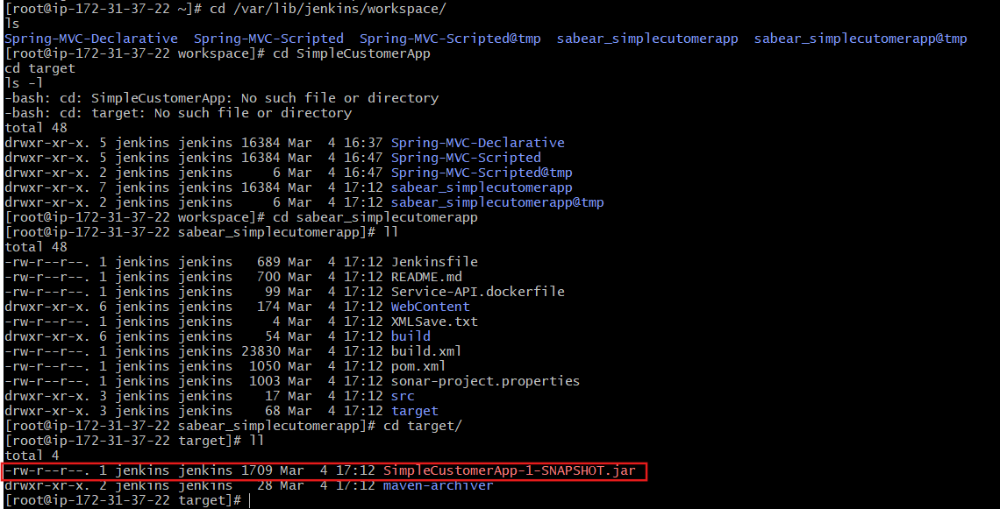 [root@ip-172-31-37-22 ~]# cd /var/lib/jenkins/workspace/
ls
Spring-MVC-Declarative  Spring-MVC-Scripted  Spring-MVC-Scripted@tmp  sabear_simplecutomerapp  sabear_simplecutomerapp@tmp
[root@ip-172-31-37-22 workspace]# cd SimpleCustomerApp
cd target
ls -l
-bash: cd: SimpleCustomerApp: No such file or directory
-bash: cd: target: No such file or directory
total 48
drwxr-xr-x. 5 jenkins jenkins 16384 Mar  4 16:37 Spring-MVC-Declarative
drwxr-xr-x. 5 jenkins jenkins 16384 Mar  4 16:47 Spring-MVC-Scripted
drwxr-xr-x. 2 jenkins jenkins     6 Mar  4 16:47 Spring-MVC-Scripted@tmp
drwxr-xr-x. 7 jenkins jenkins 16384 Mar  4 17:12 sabear_simplecutomerapp
drwxr-xr-x. 2 jenkins jenkins     6 Mar  4 17:12 sabear_simplecutomerapp@tmp
[root@ip-172-31-37-22 workspace]# cd sabear_simplecutomerapp
[root@ip-172-31-37-22 sabear_simplecutomerapp]# ll
total 48
-rw-r--r--. 1 jenkins jenkins   689 Mar  4 17:12 Jenkinsfile
-rw-r--r--. 1 jenkins jenkins   700 Mar  4 17:12 README.md
-rw-r--r--. 1 jenkins jenkins    99 Mar  4 17:12 Service-API.dockerfile
drwxr-xr-x. 6 jenkins jenkins   174 Mar  4 17:12 WebContent
-rw-r--r--. 1 jenkins jenkins     4 Mar  4 17:12 XMLSave.txt
drwxr-xr-x. 6 jenkins jenkins    54 Mar  4 17:12 build
-rw-r--r--. 1 jenkins jenkins 23830 Mar  4 17:12 build.xml
-rw-r--r--. 1 jenkins jenkins  1050 Mar  4 17:12 pom.xml
-rw-r--r--. 1 jenkins jenkins  1003 Mar  4 17:12 sonar-project.properties
drwxr-xr-x. 3 jenkins jenkins    17 Mar  4 17:12 src
drwxr-xr-x. 3 jenkins jenkins    68 Mar  4 17:12 target
[root@ip-172-31-37-22 sabear_simplecutomerapp]# cd target/
[root@ip-172-31-37-22 target]# ll
total 4
-rw-r--r--. 1 jenkins jenkins 1709 Mar  4 17:12 SimpleCustomerApp-1-SNAPSHOT.jar
drwxr-xr-x. 2 jenkins jenkins   28 Mar  4 17:12 maven-archiver
[root@ip-172-31-37-22 target]#